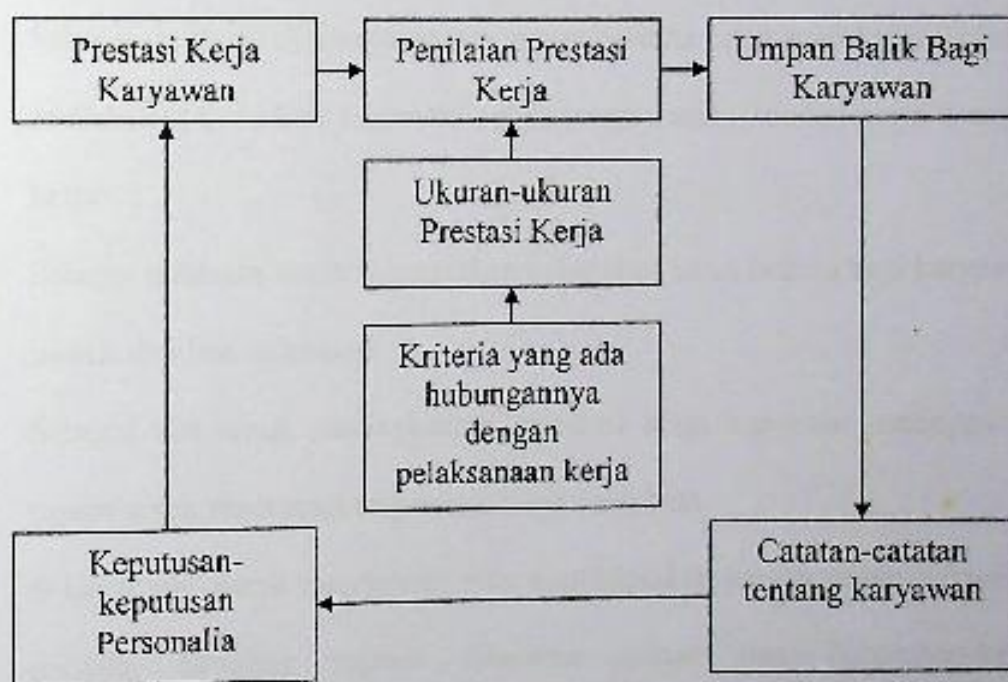 Prestasi Kerja
Karyawan
Penilaian Prestasi
Kerja
Umpan Balik Bagi
Karyawan
Ukuran-ukuran
Prestasi Kerja
Kriteria yang ada
hubungannya
dengan
pelaksanaan kerja
Keputusan-
keputusan
Personalia
Catatan-catatan
tentang karyawan